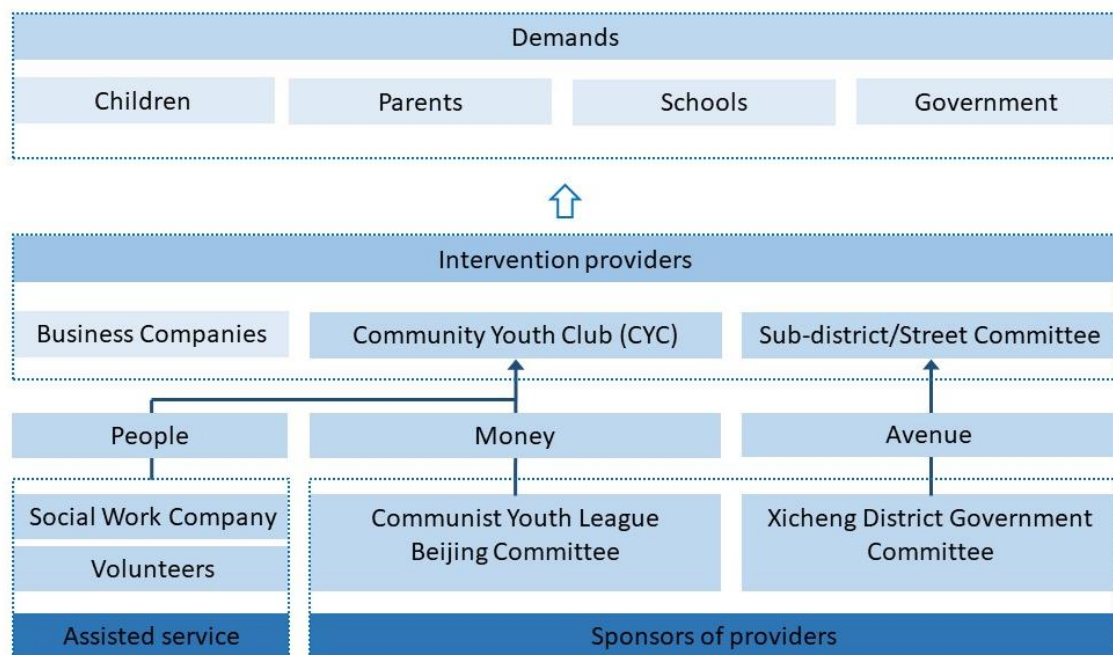 Demands
Children
Parents
Schools
Government
Intervention providers
Business Companies
Community Youth Club (CYC)
Sub-district/Street Committee
People
Money
Avenue
Social Work Company
Volunteers
Communist Youth League
Beijing Committee
Xicheng District Government
Committee
Assisted service
Sponsors of providers